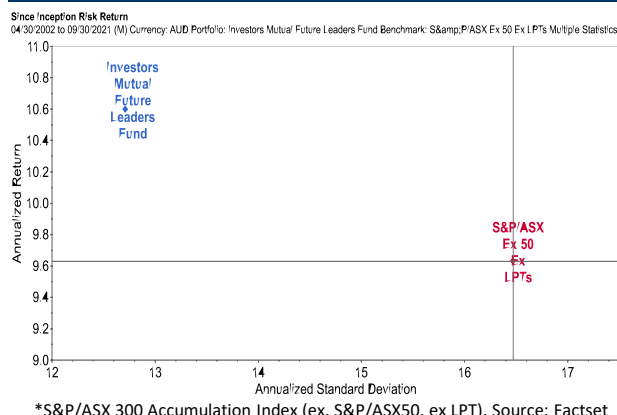 Since Inception Risk Return
04/30/2002 to 09/30/2021 (M) Currency: AUD Portfolio: Investors Mutual Future Leaders Fund Benchmark: S&amp;P/ASX Ex 50 Ex LPTs Multiple Statistics
11.0
10.8
10.6
10.4
10.2
10.0
9.8
9.6
9.4
9.2
9.0
Annualized Return
Investors
Mutual
Future
Leaders
Fund
S&P/ASX
Ex 50
Ex
LPTs
12 13 14 15 16 17
Annualized Standard Deviation
*S&P/ASX 300 Accumulation Index (ex. S&P/ASX50, ex LPT). Source: Factset